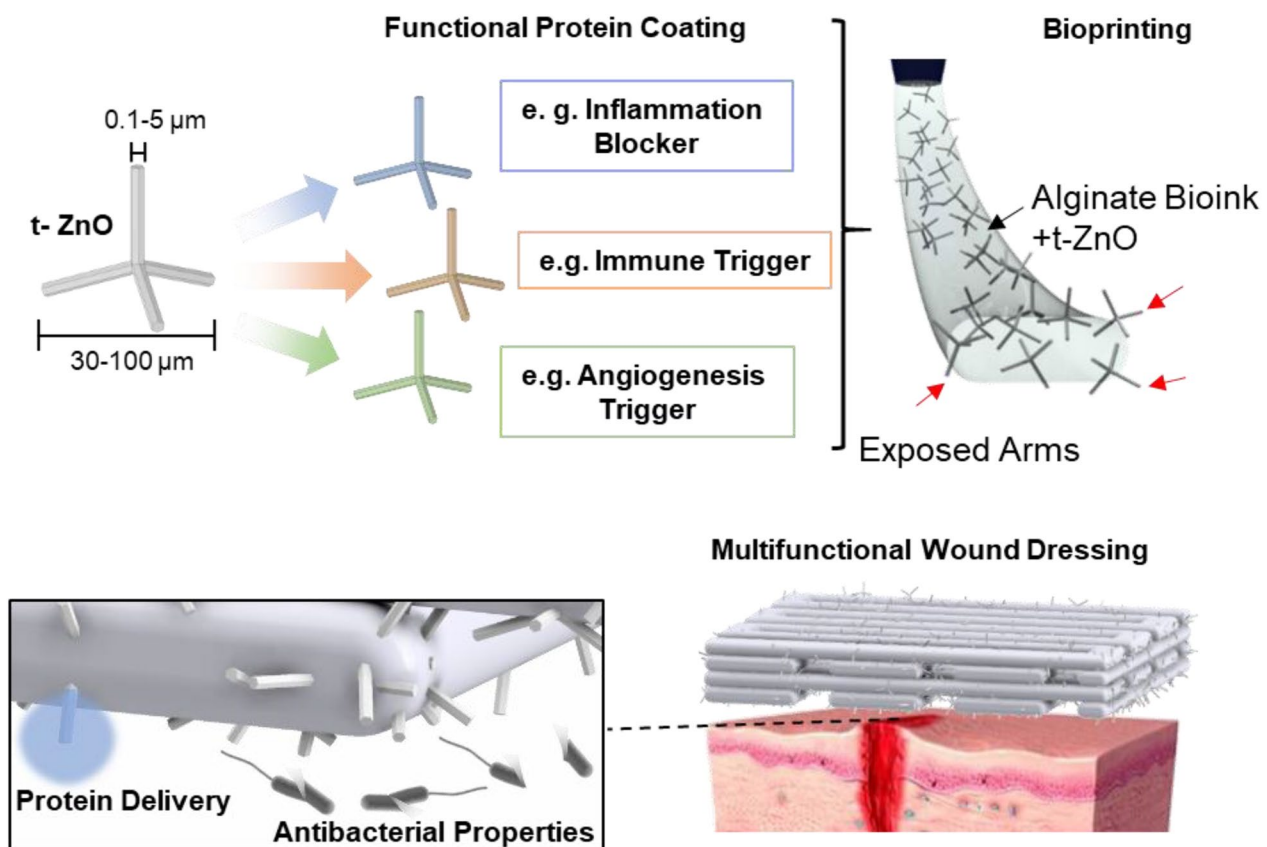 Functional Protein Coating
Bioprinting
0.1-5 µm
t- ZnO
30-100 µm
e. g. Inflammation
Blocker
e.g. Immune Trigger
e.g. Angiogenesis
Trigger
Alginate Bioink
+t-ZnO
Exposed Arms
Multifunctional Wound Dressing
Protein Delivery
Antibacterial Properties